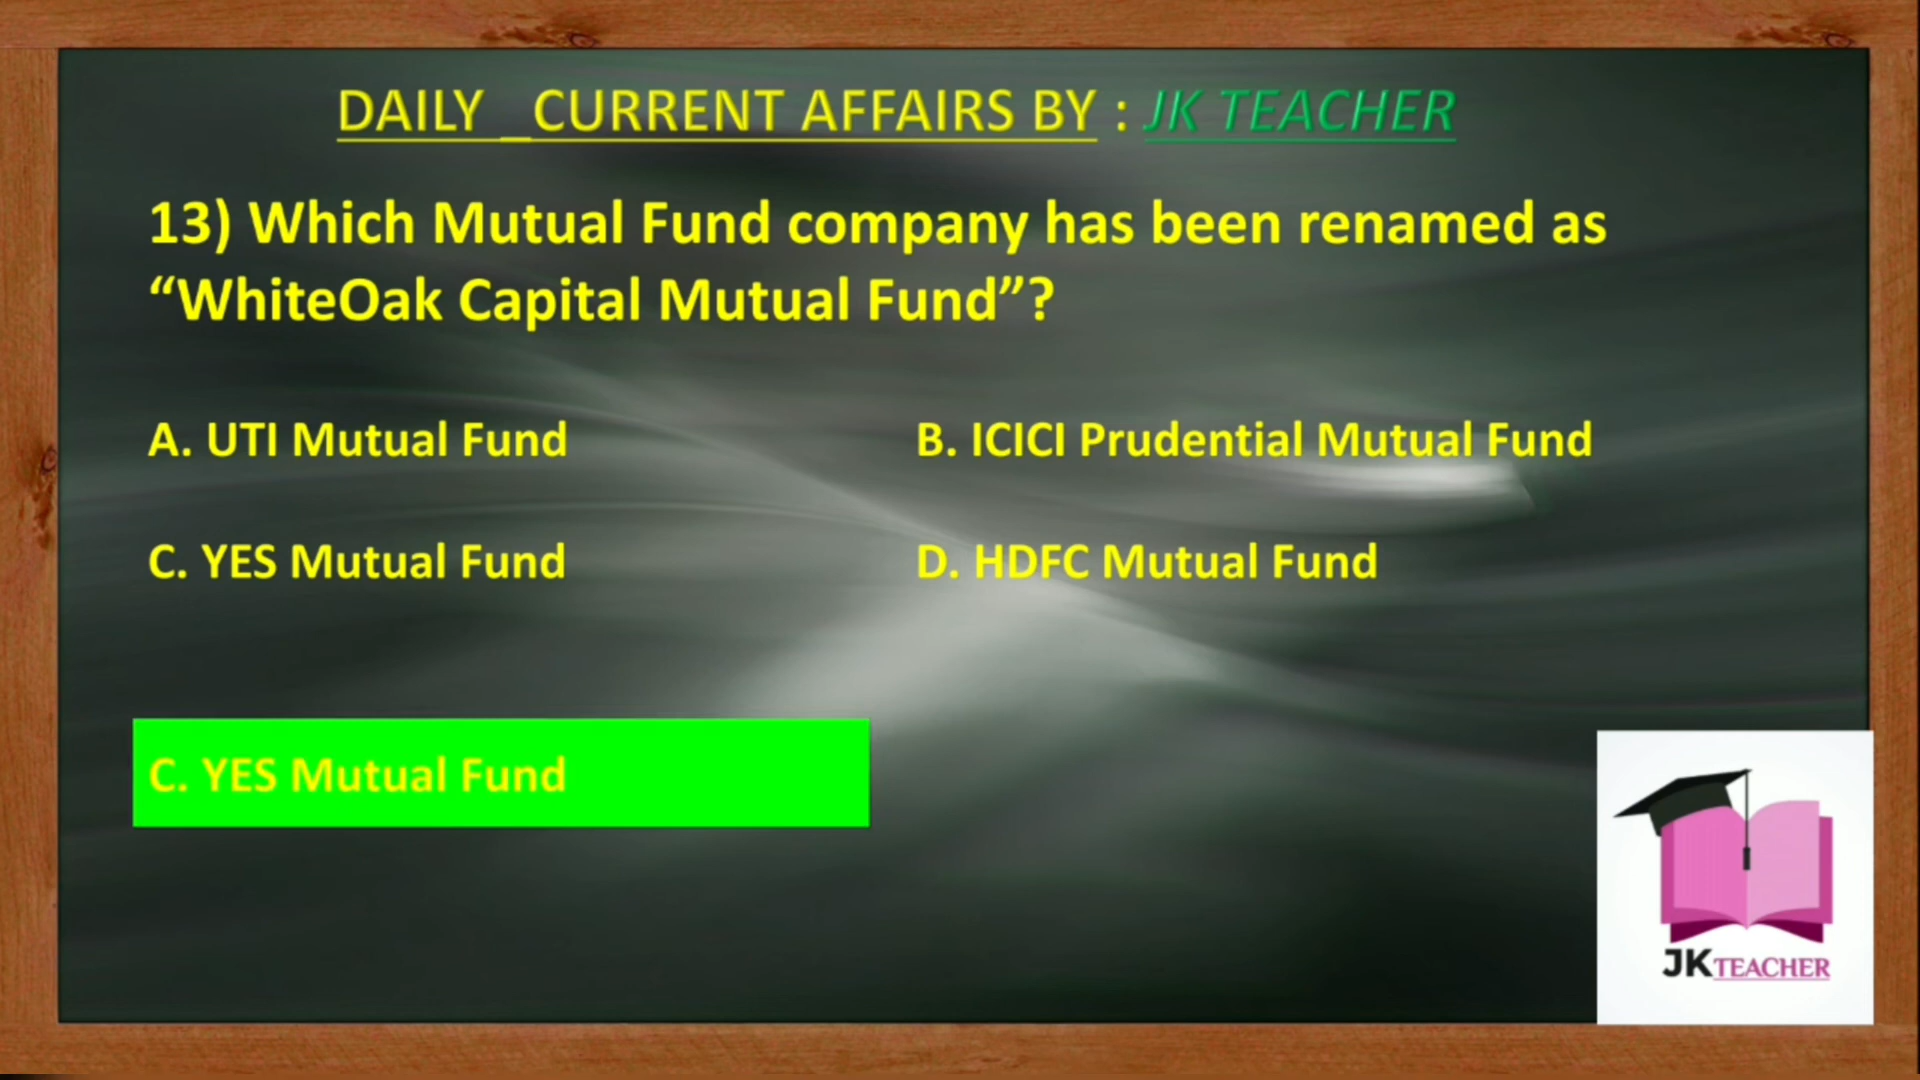 DAILY _CURRENT AFFAIRS BY : JK TEACHER
13) Which Mutual Fund company has been renamed as
“WhiteOak Capital Mutual Fund”?
A. UTI Mutual Fund
B. ICICI Prudential Mutual Fund
C. YES Mutual Fund
D. HDFC Mutual Fund
C. YES Mutual Fund
JKTEACHER